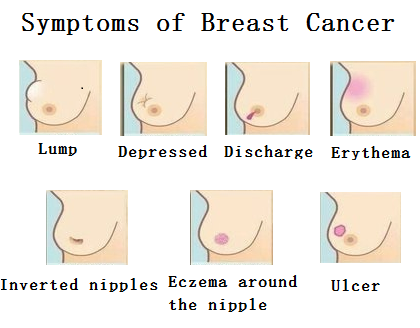 Symptoms of Breast Cancer
Lump
Depressed
Discharge
Erythema
Inverted nipples
Eczema around
the nipple
Ulcer